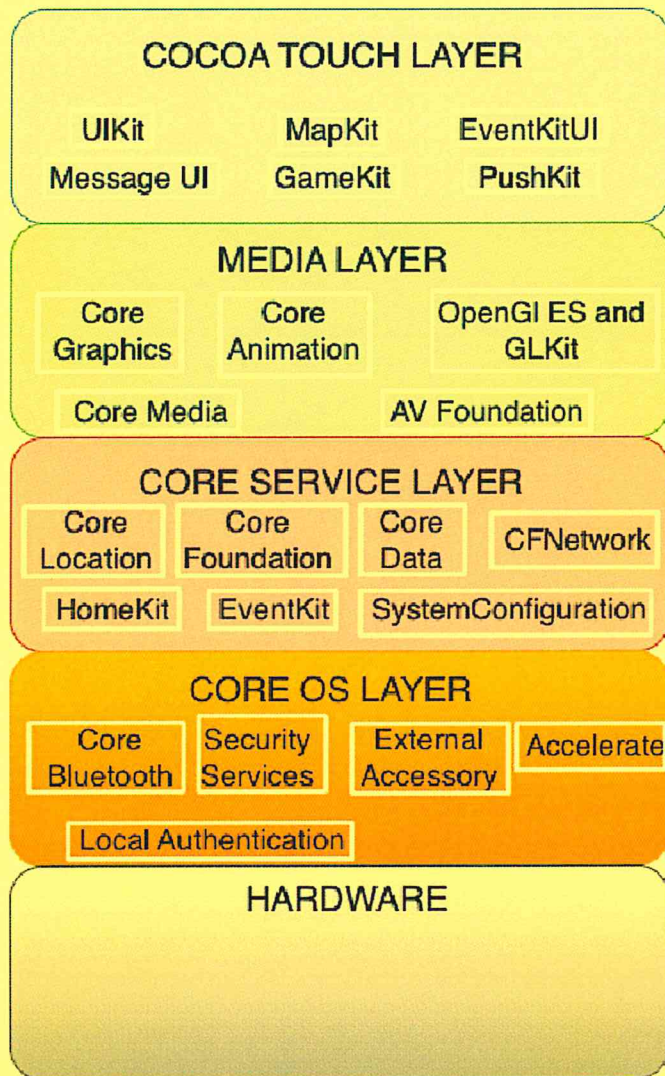 COCOA TOUCH LAYER
UIKit MapKit EventKitUI
Message UI GameKit PushKit
MEDIA LAYER
Core Graphics
Core Animation
OpenGl ES and GLKit
Core Media AV Foundation
CORE SERVICE LAYER
Core Location
Core Foundation
Core Data
CFNetwork
HomeKit EventKit SystemConfiguration
CORE OS LAYER
Core Bluetooth
Security Services
External Accessory
Accelerate
Local Authentication
HARDWARE